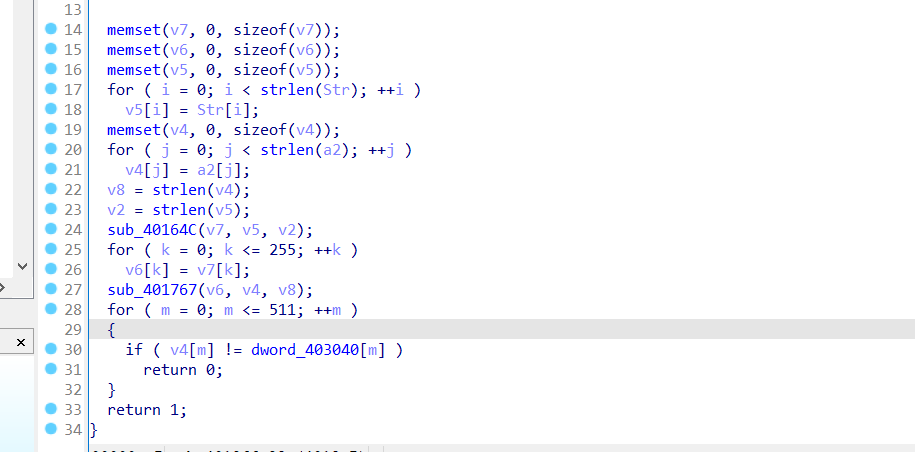 13
14 memset(v7, 0, sizeof(v7));
15 memset(v6, 0, sizeof(v6));
16 memset(v5, 0, sizeof(v5));
17 for ( i = 0; i < strlen(Str); ++i )
18 v5[i] = Str[i];
19 memset(v4, 0, sizeof(v4));
20 for ( j = 0; j < strlen(a2); ++j )
21 v4[j] = a2[j];
22 v8 = strlen(v4);
23 v2 = strlen(v5);
24 sub_40164C(v7, v5, v2);
25 for ( k = 0; k <= 255; ++k )
26 v6[k] = v7[k];
27 sub_401767(v6, v4, v8);
28 for ( m = 0; m <= 511; ++m )
29 {
30 if ( v4[m] != dword_403040[m] )
31 return 0;
32 }
33 return 1;
34 }